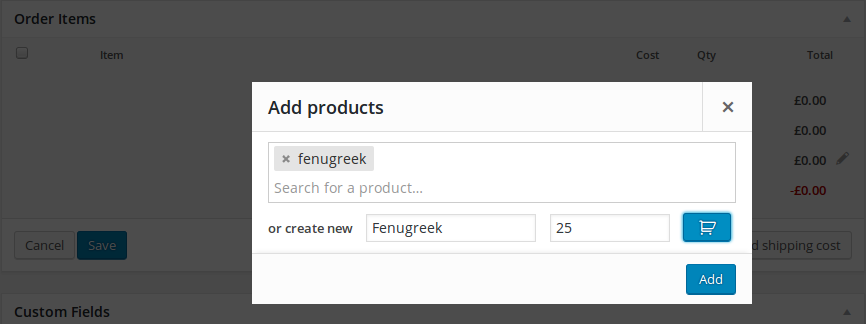 Order Items
Item Cost Qty Total
Add products ×
£0.00
£0.00
× fenugreek
£0.00
Search for a product...
-£0.00
or create new Fenugreek 25
Cancel Save d shipping cost
Add
Custom Fields